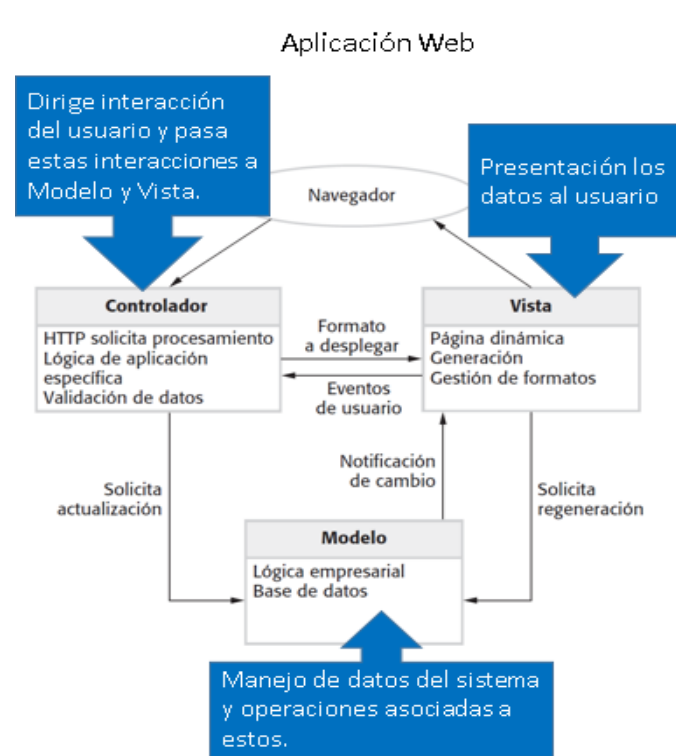 Aplicación Web
Dirige interacción
del usuario y pasa
estas interacciones a
Modelo y Vista.
Navegador
Presentación los
datos al usuario
Controlador
HTTP solicita procesamiento
Lógica de aplicación
específica
Validación de datos
Formato
a desplegar
Eventos
de usuario
Vista
Página dinámica
Generación
Gestión de formatos
Solicita
actualización
Notificación
de cambio
Solicita
regeneración
Modelo
Lógica empresarial
Base de datos
Manejo de datos del sistema
y operaciones asociadas a
estos.